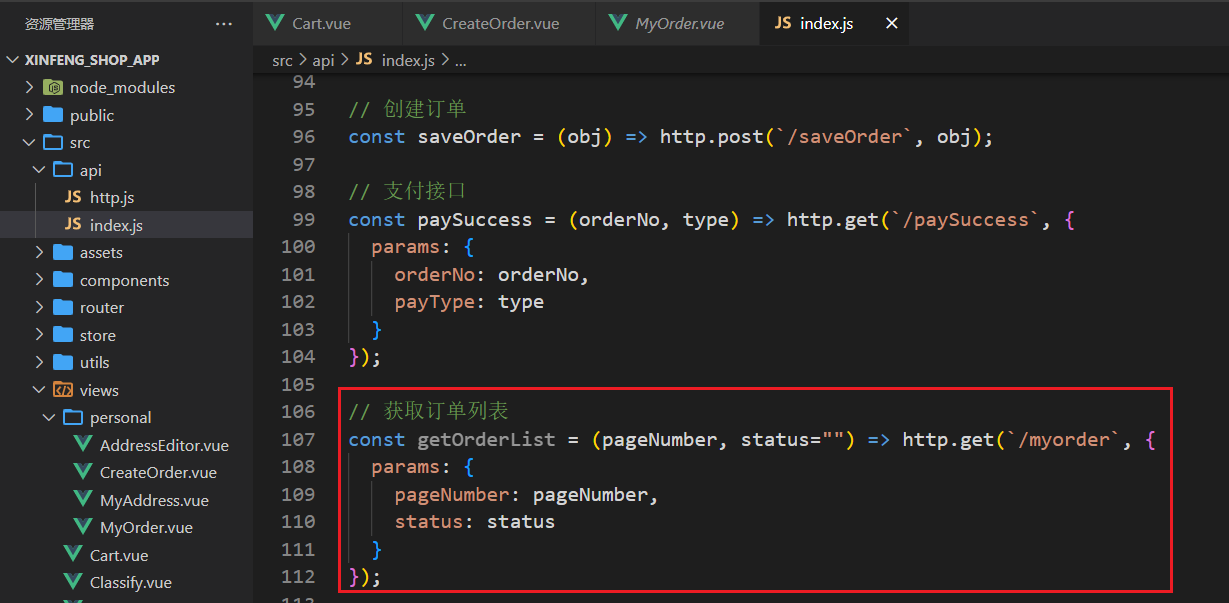 资源管理器 ...
XINFENG_SHOP_APP
node_modules
public
src
api
JS http.js
JS index.js
assets
components
router
store
utils
views
personal
AddressEditor.vue
CreateOrder.vue
MyAddress.vue
MyOrder.vue
Cart.vue
Classify.vue
Cart.vue CreateOrder.vue MyOrder.vue JS index.js ×
src > api > JS index.js > ...
94
95 // 创建订单
96 const saveOrder = (obj) => http.post(`/saveOrder`, obj);
97
98 // 支付接口
99 const paySuccess = (orderNo, type) => http.get(`/paySuccess`, {
100 params: {
101 orderNo: orderNo,
102 payType: type
103 }
104 });
105
106 // 获取订单列表
107 const getOrderList = (pageNumber, status="") => http.get(`/myorder`, {
108 params: {
109 pageNumber: pageNumber,
110 status: status
111 }
112 });